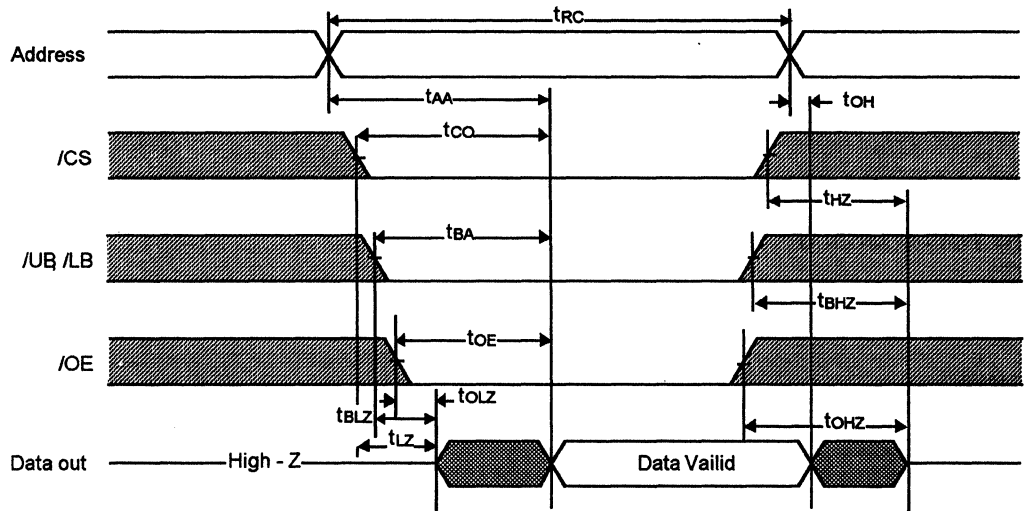 tRC
Address
tAA
tOH
tCO
/CS
tHZ
tBA
/UB, /LB
tBHZ
tOE
/OE
tOLZ
tBLZ
tOHZ
tLZ
Data out
High - Z
Data Vailid